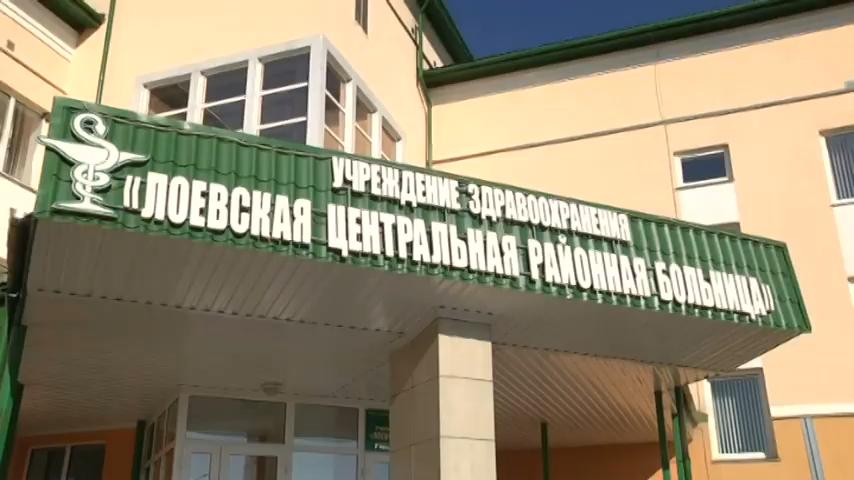 УЧРЕЖДЕНИЕ ЗДРАВООХРАНЕНИЯ
«ЛОЕВСКАЯ ЦЕНТРАЛЬНАЯ РАЙОННАЯ БОЛЬНИЦА»